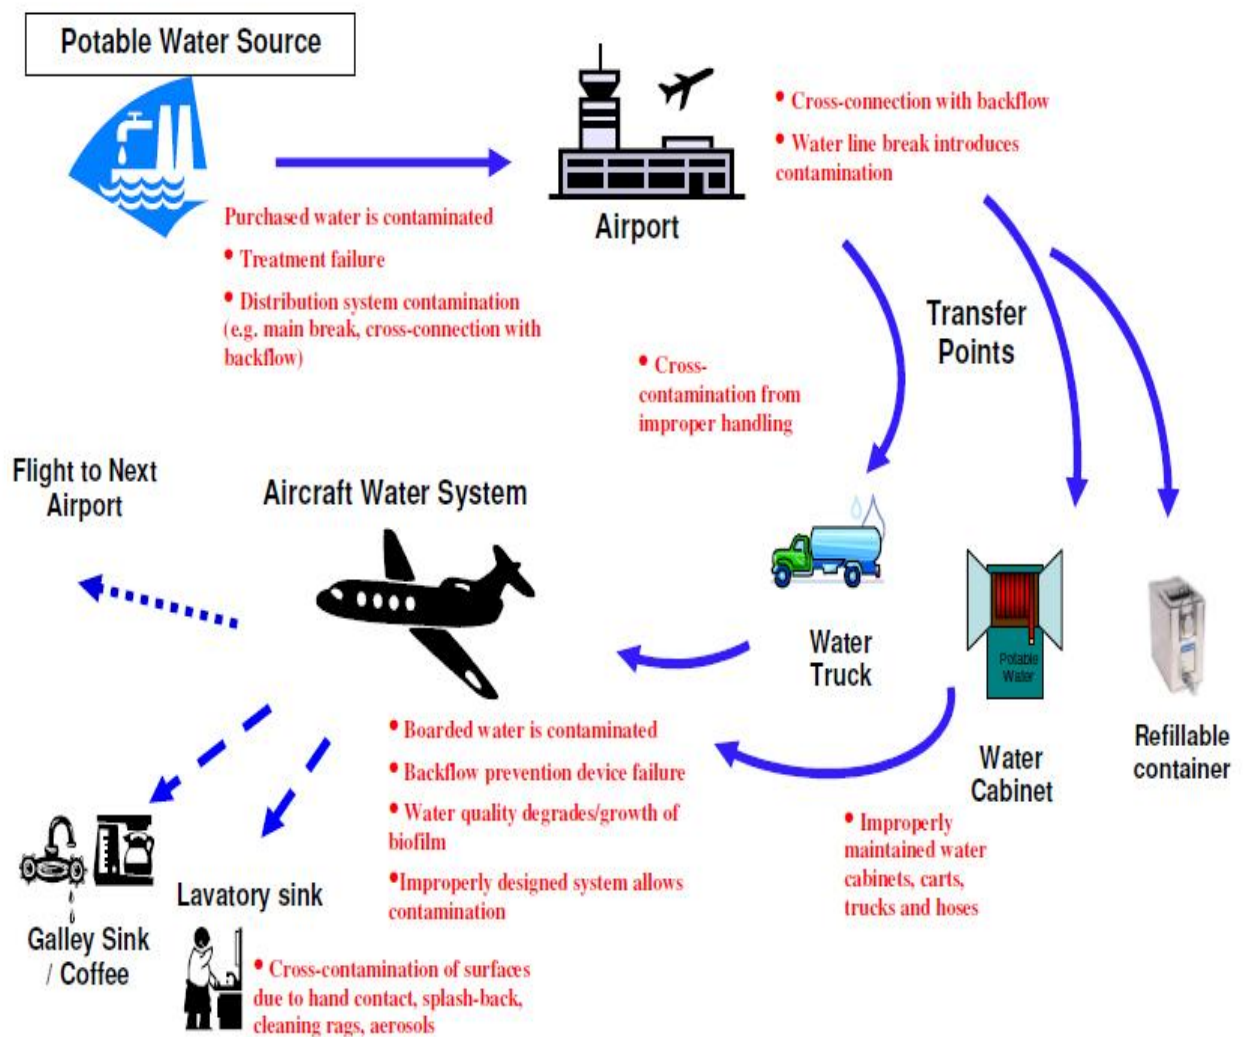 Potable Water Source
• Cross-connection with backflow
• Water line break introduces
contamination
Airport
Purchased water is contaminated
• Treatment failure
• Distribution system contamination
(e.g. main break, cross-connection with
backflow)
Transfer
Points
• Cross-
contamination from
improper handling
Flight to Next
Airport
Aircraft Water System
Water
Truck
Potable
Water
Water
Cabinet
Refillable
container
• Boarded water is contaminated
• Backflow prevention device failure
• Water quality degrades/growth of
biofilm
•Improperly designed system allows
contamination
• Improperly
maintained water
cabinets, carts,
trucks and hoses
Galley Sink
/ Coffee
Lavatory sink
• Cross-contamination of surfaces
due to hand contact, splash-back,
cleaning rags, aerosols